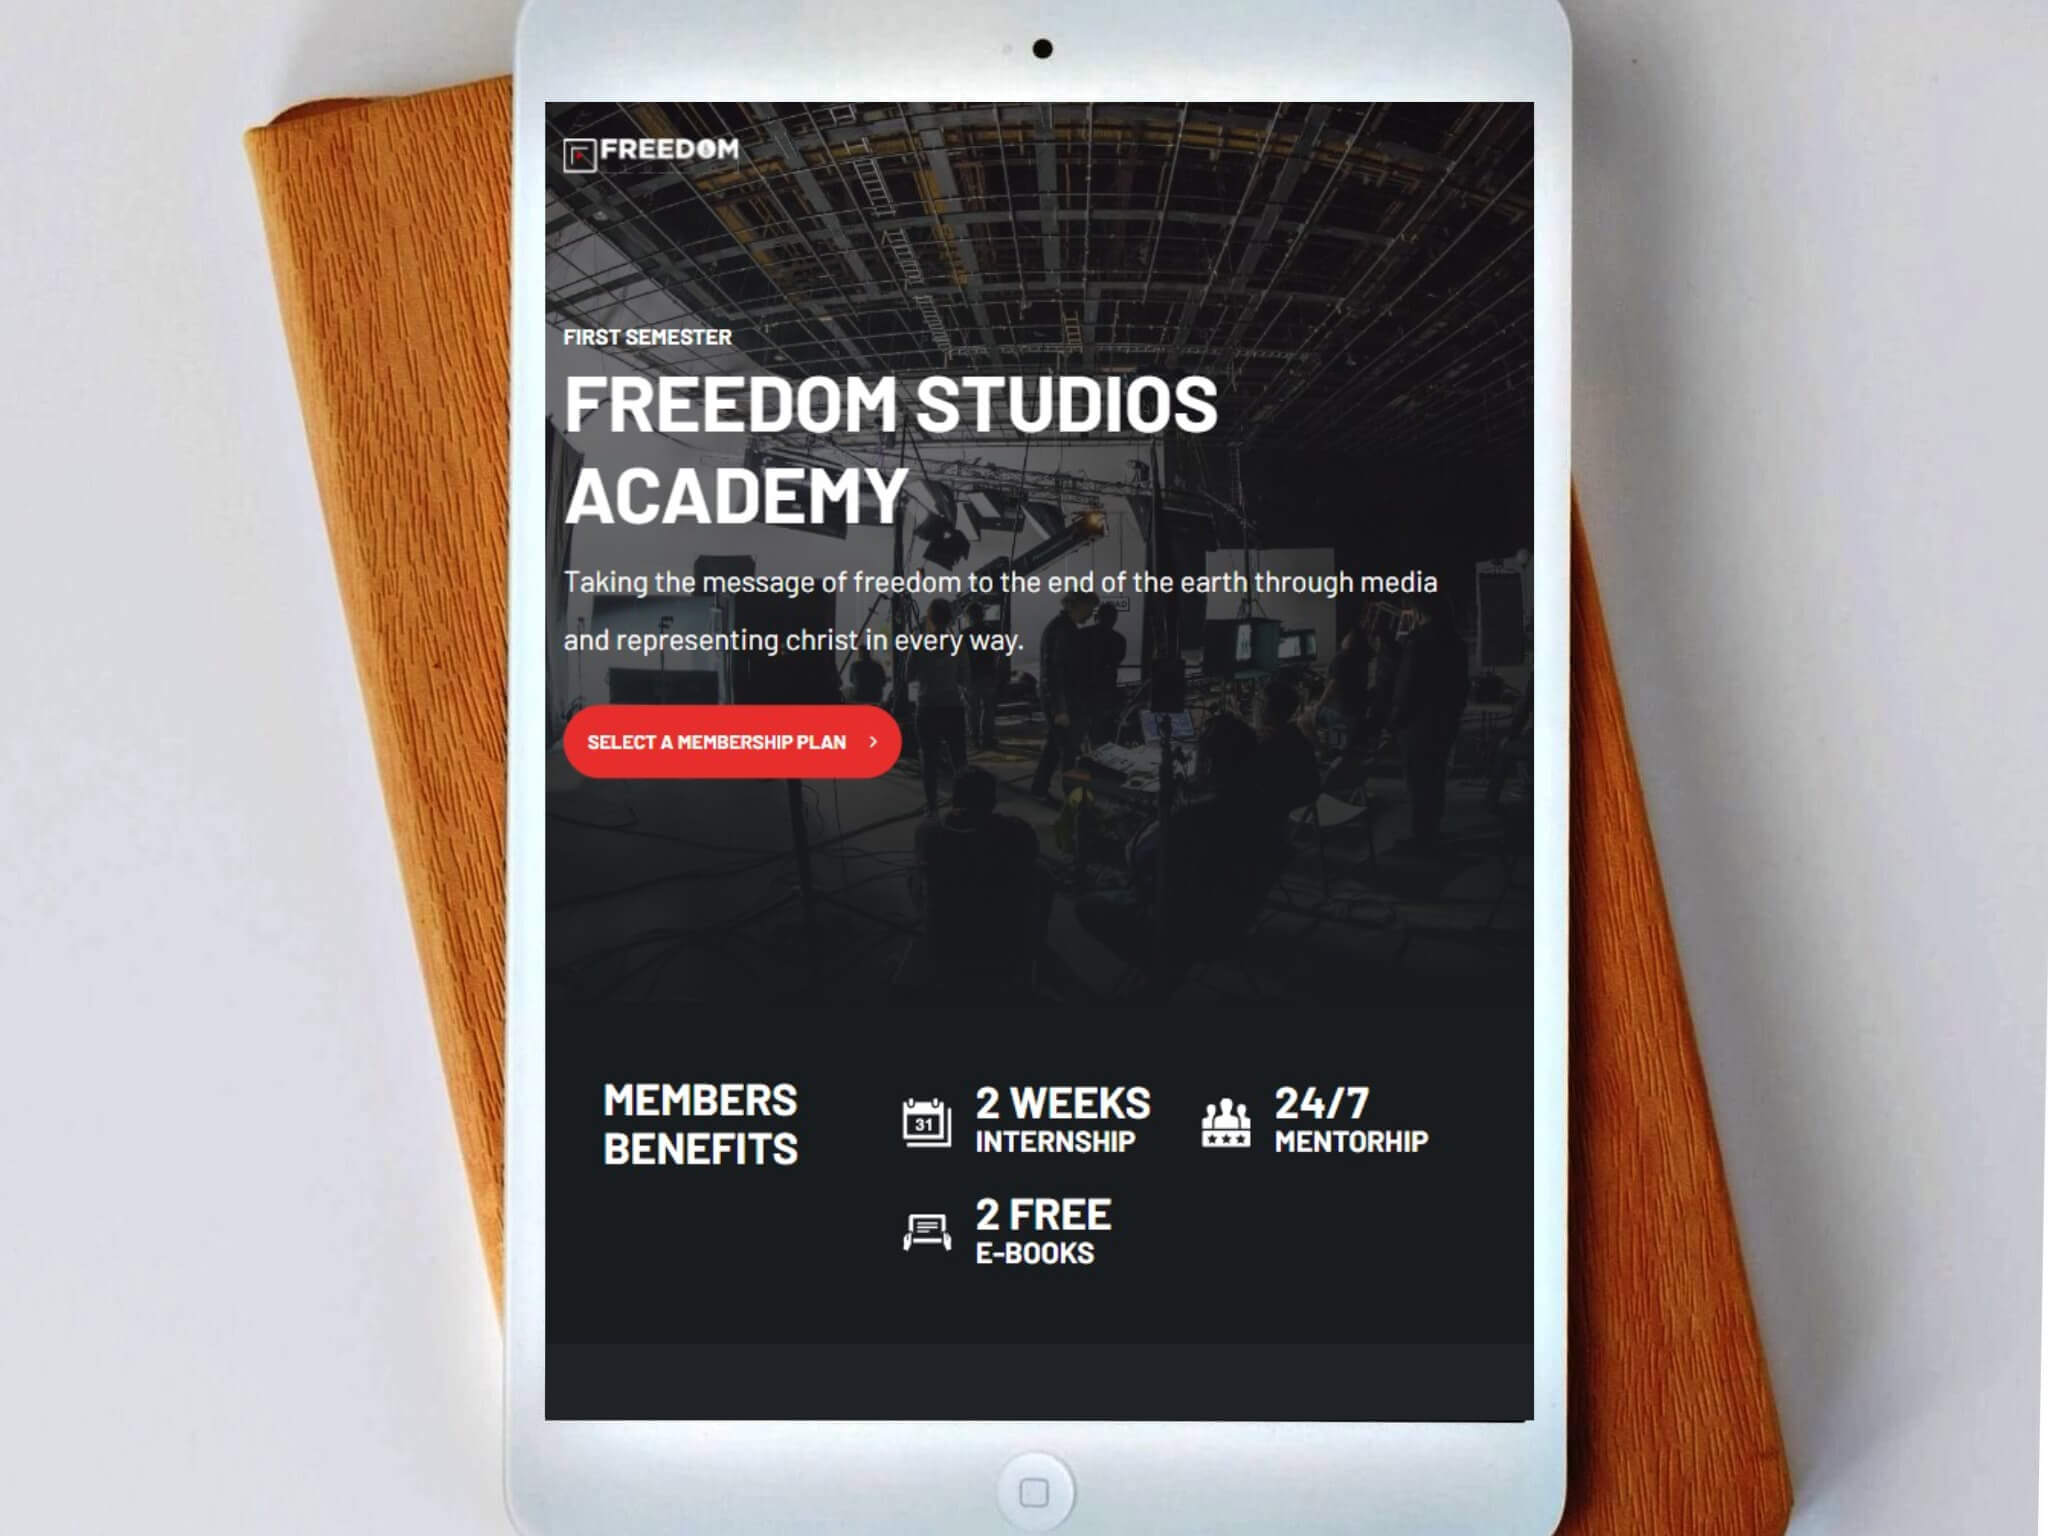 FREEDOM
FIRST SEMESTER
FREEDOM STUDIOS
ACADEMY
Taking the message of freedom to the end of the earth through media
and representing christ in every way.
SELECT A MEMBERSHIP PLAN
MEMBERS
BENEFITS
31
2 WEEKS
INTERNSHIP
24/7
MENTORHIP
2 FREE
E-BOOKS